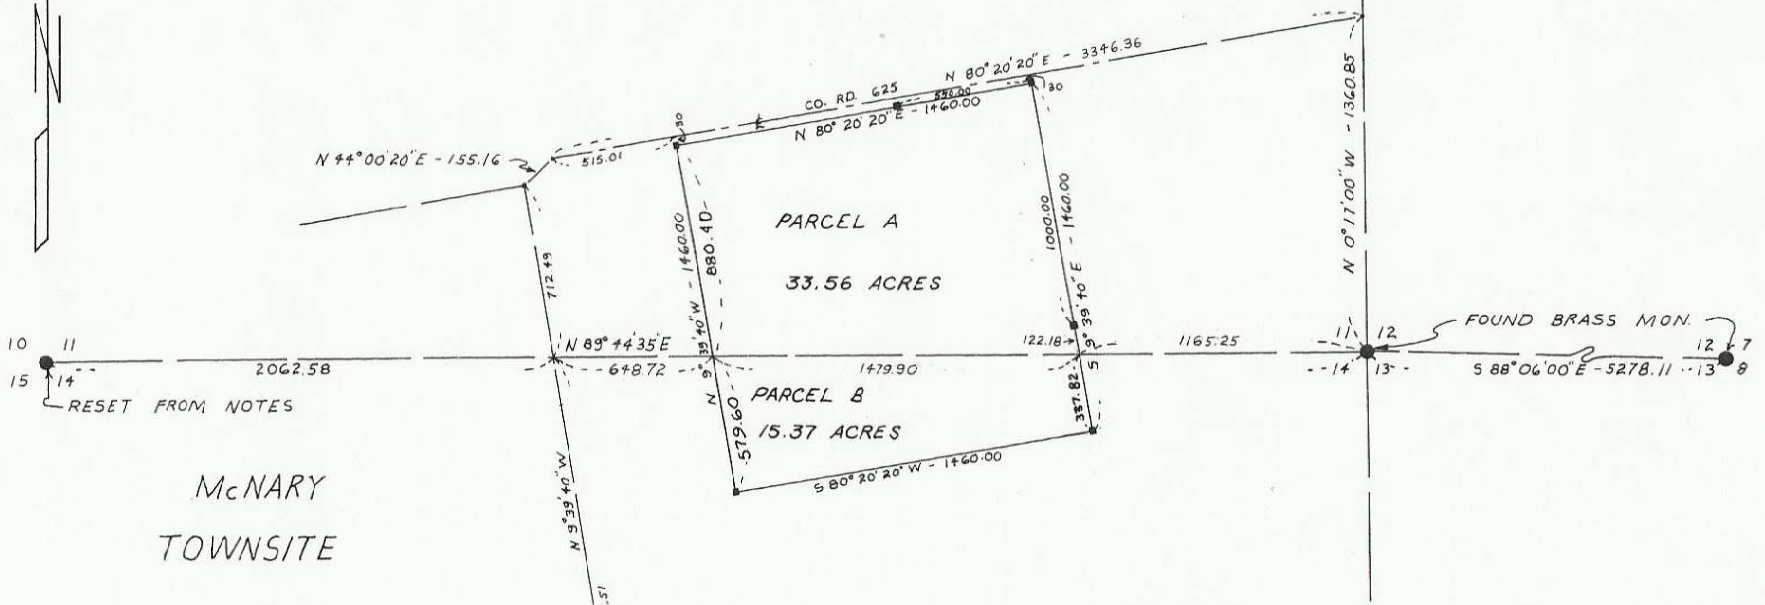 N 80° 20' 20" E - 3346.36
CO. RD. 625
550.00
N 80° 20' 20" E - 1460.00
30
30
N 0° 17' 00" W - 1360.85
N 44° 00' 20" E - 155.16
515.01
712.49
N 9° 39' 40" W - 1460.00
880.40
PARCEL A
33.56 ACRES
1000.00
S 9° 39' 40" E - 1460.00
10 11
15 14
RESET FROM NOTES
2062.58
N 89° 44' 35" E
648.72
1479.90
122.18
1165.25
11 12
14 13
FOUND BRASS MON.
12 7
13 8
S 88° 06' 00" E - 5278.11
PARCEL B
15.37 ACRES
579.60
337.82
S 80° 20' 20" W - 1460.00
McNARY
TOWNSITE
N 9° 39' 40" W
.51